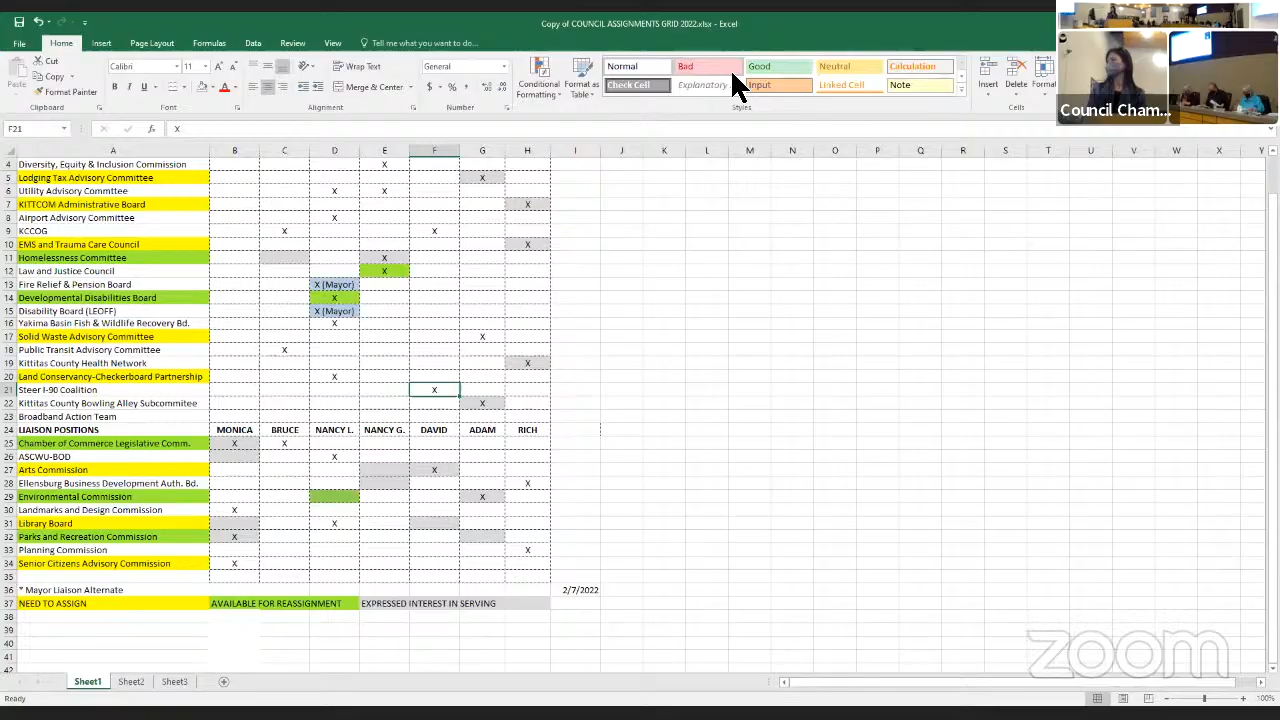 Copy of COUNCIL ASSIGNMENTS GRID 2022.xlsx - Excel
File Home Insert Page Layout Formulas Data Review View Tell me what you want to do...
Cut
Copy
Format Painter
Clipboard
Calibri 11
B I U
Font
Wrap Text
Merge & Center
Alignment
General
$ % ,
Number
Conditional Formatting
Format as Table
Normal Bad Good Neutral Calculation
Check Cell Explanatory Input Linked Cell Note
Styles
Insert Delete Format
Cells
Council Cham...
F21 X
A B C D E F G H I J K L M N O P Q R S T U V W X Y
4 Diversity, Equity & Inclusion Commission X
5 Lodging Tax Advisory Committee X
6 Utility Advisory Commttee X X
7 KITTCOM Administrative Board X
8 Airport Advisory Committee X
9 KCCOG X X
10 EMS and Trauma Care Council X
11 Homelessness Committee X
12 Law and Justice Council X
13 Fire Relief & Pension Board X (Mayor)
14 Developmental Disabilities Board X
15 Disability Board (LEOFF) X (Mayor)
16 Yakima Basin Fish & Wildlife Recovery Bd. X
17 Solid Waste Advisory Committee X
18 Public Transit Advisory Committee X
19 Kittitas County Health Network X
20 Land Conservancy-Checkerboard Partnership X
21 Steer I-90 Coalition X
22 Kittitas County Bowling Alley Subcommitee X
23 Broadband Action Team
24 LIAISON POSITIONS MONICA BRUCE NANCY L. NANCY G. DAVID ADAM RICH
25 Chamber of Commerce Legislative Comm. X X
26 ASCWU-BOD X
27 Arts Commission X
28 Ellensburg Business Development Auth. Bd. X
29 Environmental Commission X
30 Landmarks and Design Commission X
31 Library Board X
32 Parks and Recreation Commission X
33 Planning Commission X
34 Senior Citizens Advisory Commission X
35
36 * Mayor Liaison Alternate 2/7/2022
37 NEED TO ASSIGN AVAILABLE FOR REASSIGNMENT EXPRESSED INTEREST IN SERVING
38
39
40
41
42
zoom
Sheet1 Sheet2 Sheet3
Ready 100%